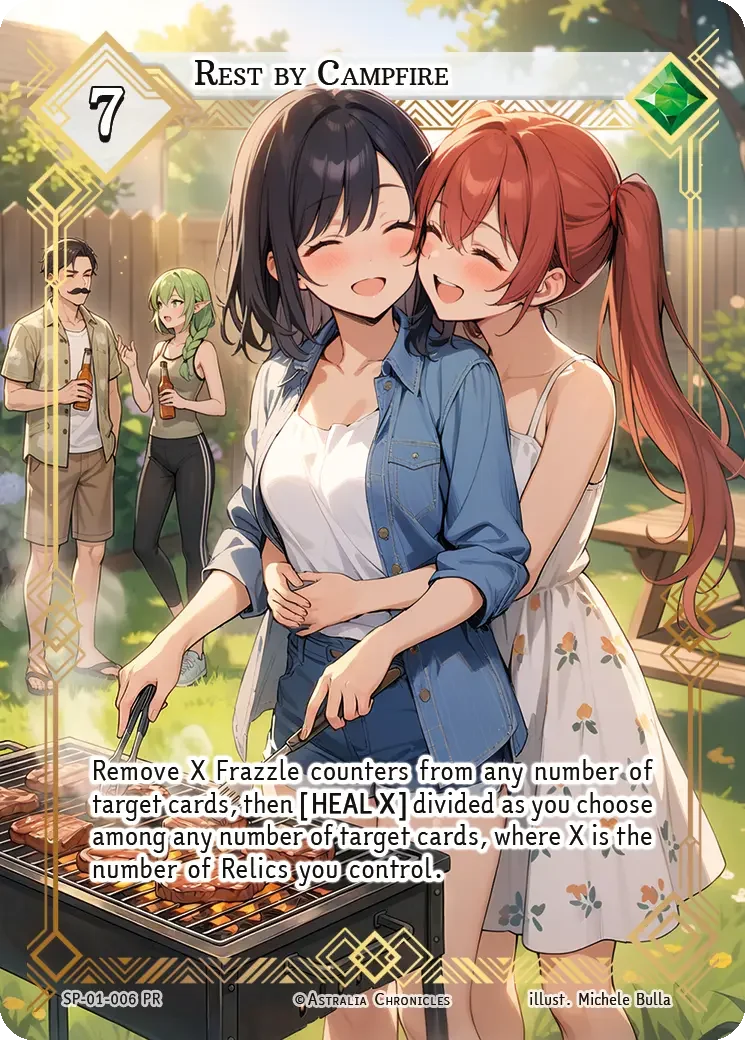 7
Rest by Campfire
Remove X Frazzle counters from any number of
target cards, then [HEAL X] divided as you choose
among any number of target cards, where X is the
number of Relics you control.
SP-01-006 PR
©Astralia Chronicles
illust. Michele Bulla